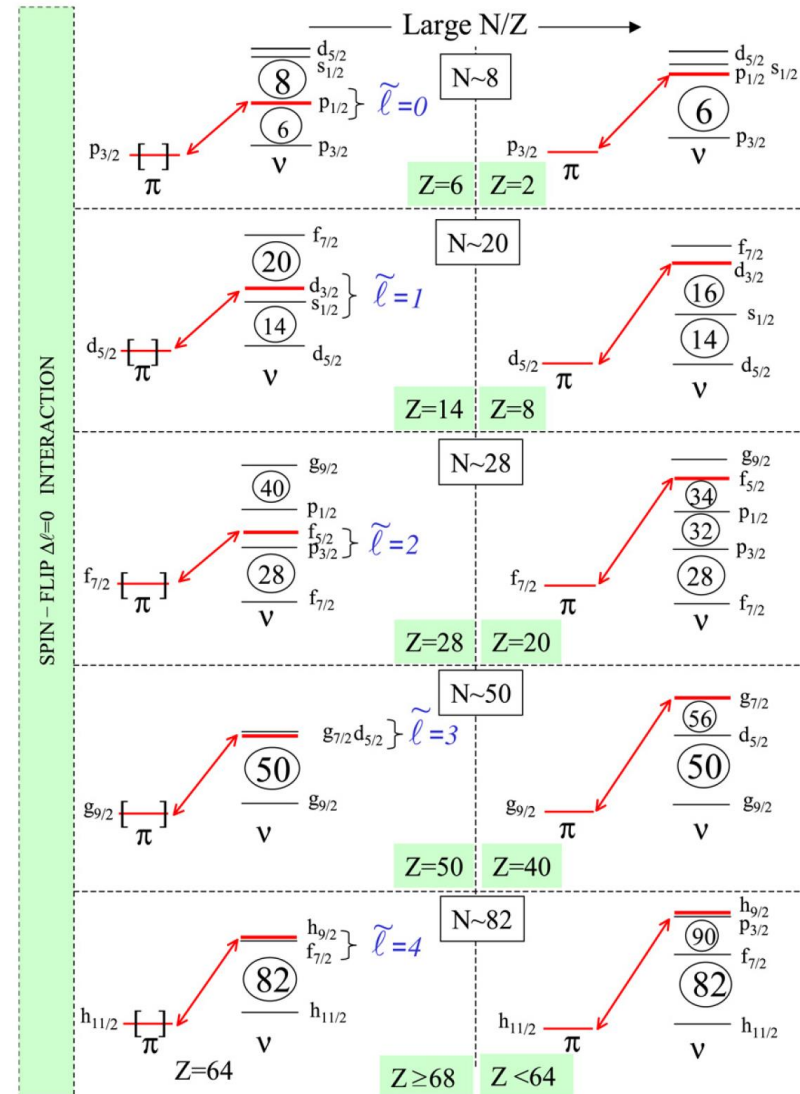 SPIN – FLIP Δℓ=0 INTERACTION
Large N/Z
N~8
d5/2
s1/2
8
p1/2
ℓ̃=0
6
p3/2
ν
p3/2 [ ]
π
d5/2
p1/2 s1/2
6
p3/2
ν
p3/2
π
Z=6 Z=2
N~20
f7/2
20
d3/2
s1/2
ℓ̃=1
14
d5/2
ν
d5/2 [ ]
π
f7/2
d3/2
16
s1/2
14
d5/2
ν
d5/2
π
Z=14 Z=8
N~28
g9/2
40
p1/2
f5/2
p3/2
ℓ̃=2
28
f7/2
ν
f7/2 [ ]
π
g9/2
f5/2
34
p1/2
32
p3/2
28
f7/2
ν
f7/2
π
Z=28 Z=20
N~50
g7/2 d5/2
ℓ̃=3
50
g9/2
ν
g9/2 [ ]
π
g7/2
56
d5/2
50
g9/2
ν
g9/2
π
Z=50 Z=40
N~82
h9/2
f7/2
ℓ̃=4
82
h11/2
ν
h11/2 [ ]
π
Z=64
h9/2
p3/2
90
f7/2
82
h11/2
ν
h11/2
π
Z≥68 Z<64